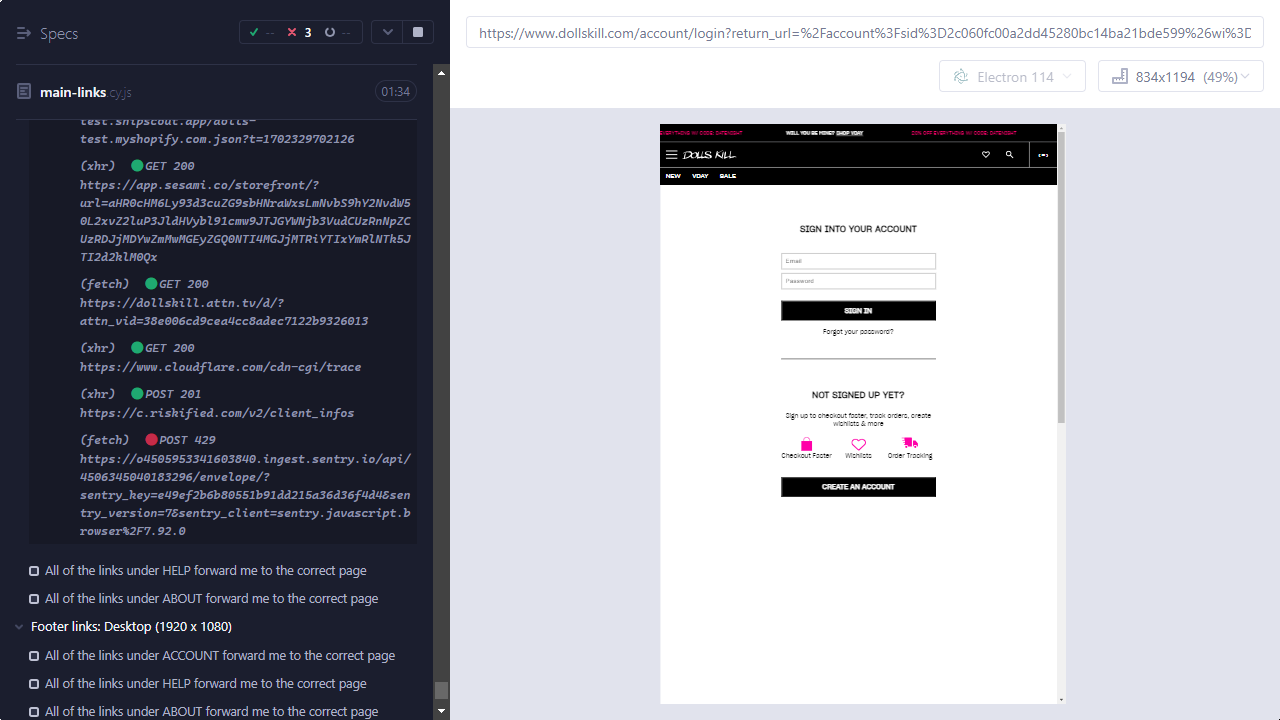 Specs
-- 3 --
main-links.cy.js
01:34
test.shipscout.app/dolls-
test.myshopify.com.json?t=1702329702126
(xhr) GET 200
https://app.sesami.co/storefront/?
(fetch) GET 200
https://dollskill.attn.tv/d/?
attn_vid=38e006cd9cea4cc8adec7122b9326013
(xhr) GET 200
https://www.cloudflare.com/cdn-cgi/trace
(xhr) POST 201
https://c.riskified.com/v2/client_infos
(fetch) POST 429
https://o4505953341603840.ingest.sentry.io/api/
4506345040183296/envelope/?
sentry_key=e49ef2b6b80551b91dd215a36d36f4d4&sen
try_version=7&sentry_client=sentry.javascript.b
rowser%2F7.92.0
All of the links under HELP forward me to the correct page
All of the links under ABOUT forward me to the correct page
Footer links: Desktop (1920 x 1080)
All of the links under ACCOUNT forward me to the correct page
All of the links under HELP forward me to the correct page
All of the links under ABOUT forward me to the correct page
https://www.dollskill.com/account/login?return_url=%2Faccount%3Fsid%3D2c060fc00a2dd45280bc14ba21bde599%26wi%3D
Electron 114
834x1194 (49%)
EVERYTHING W/ CODE: DATENIGHT WILL YOU BE MINE? SHOP VDAY 20% OFF EVERYTHING W/ CODE: DATENIGHT
DOLLS KILL
NEW VDAY SALE
SIGN INTO YOUR ACCOUNT
Email
Password
SIGN IN
Forgot your password?
NOT SIGNED UP YET?
Sign up to checkout faster, track orders, create
wishlists & more
Checkout Faster Wishlists Order Tracking
CREATE AN ACCOUNT